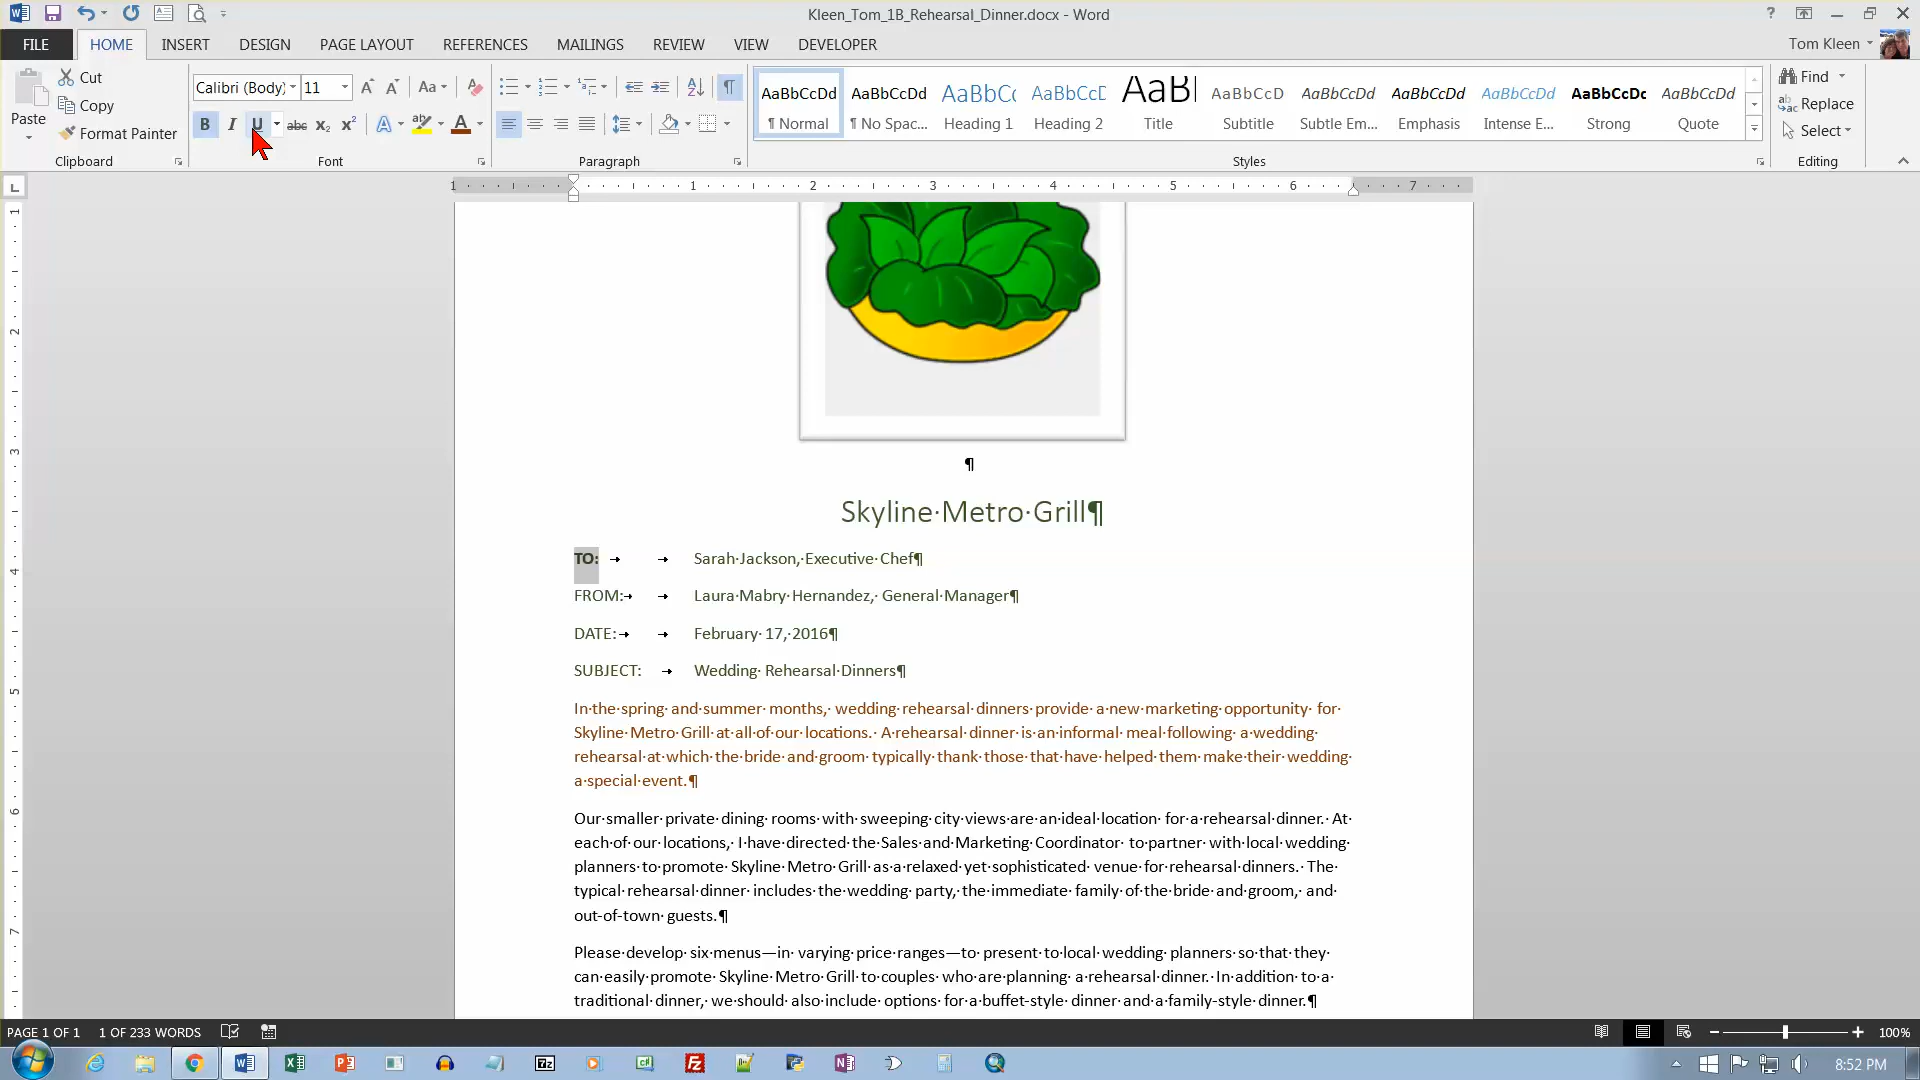 Kleen_Tom_1B_Rehearsal_Dinner.docx - Word
FILE HOME INSERT DESIGN PAGE LAYOUT REFERENCES MAILINGS REVIEW VIEW DEVELOPER Tom Kleen
Paste
Cut
Copy
Format Painter
Clipboard
Calibri (Body) 11
Font
Paragraph
AaBbCcDd AaBbCcDd AaBbCc AaBbCcD AaB AaBbCcD AaBbCcDd AaBbCcDd AaBbCcDd AaBbCcDc AaBbCcDd
¶ Normal ¶ No Spac... Heading 1 Heading 2 Title Subtitle Subtle Em... Emphasis Intense E... Strong Quote
Styles
Find
Replace
Select
Editing
1 1 2 3 4 5 6 7
¶
Skyline·Metro·Grill¶
TO: → → Sarah·Jackson,·Executive·Chef¶
FROM:→ → Laura·Mabry·Hernandez,·General·Manager¶
DATE:→ → February·17,·2016¶
SUBJECT: → Wedding·Rehearsal·Dinners¶
In·the·spring·and·summer·months,·wedding·rehearsal·dinners·provide·a·new·marketing·opportunity·for·
Skyline·Metro·Grill·at·all·of·our·locations.·A·rehearsal·dinner·is·an·informal·meal·following·a·wedding·
rehearsal·at·which·the·bride·and·groom·typically·thank·those·that·have·helped·them·make·their·wedding·
a·special·event.¶
Our·smaller·private·dining·rooms·with·sweeping·city·views·are·an·ideal·location·for·a·rehearsal·dinner.·At·
each·of·our·locations,·I·have·directed·the·Sales·and·Marketing·Coordinator·to·partner·with·local·wedding·
planners·to·promote·Skyline·Metro·Grill·as·a·relaxed·yet·sophisticated·venue·for·rehearsal·dinners.·The·
typical·rehearsal·dinner·includes·the·wedding·party,·the·immediate·family·of·the·bride·and·groom,·and·
out-of-town·guests.¶
Please·develop·six·menus—in·varying·price·ranges—to·present·to·local·wedding·planners·so·that·they·
can·easily·promote·Skyline·Metro·Grill·to·couples·who·are·planning·a·rehearsal·dinner.·In·addition·to·a·
traditional·dinner,·we·should·also·include·options·for·a·buffet-style·dinner·and·a·family-style·dinner.¶
PAGE 1 OF 1 1 OF 233 WORDS 100%
8:52 PM